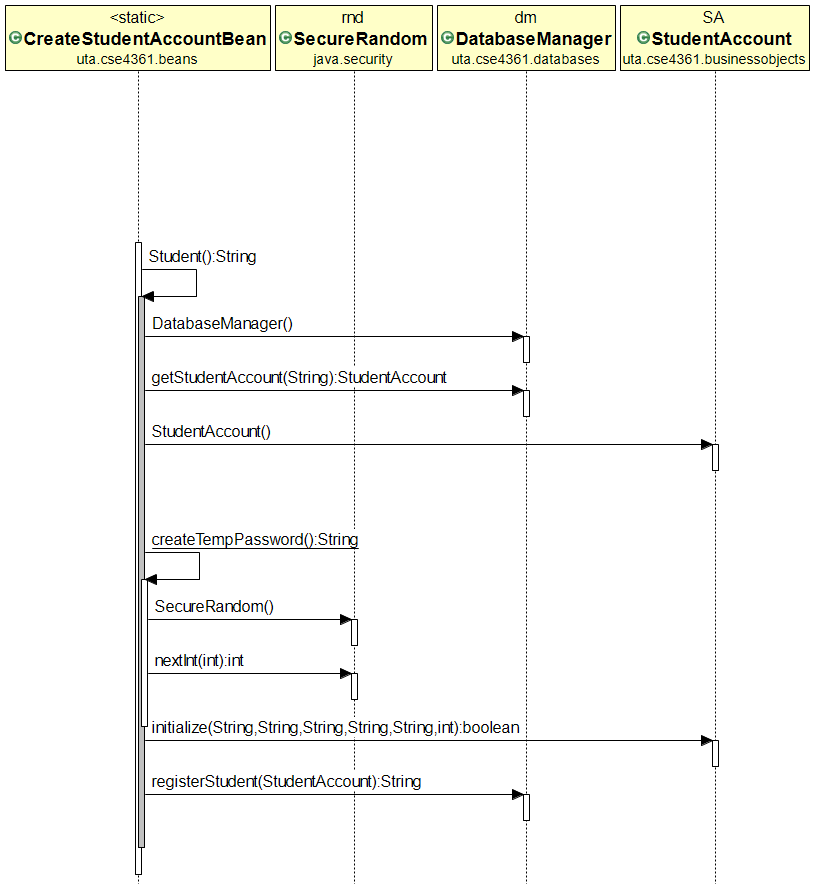 <static>
CreateStudentAccountBean
uta.cse4361.beans
rnd
SecureRandom
java.security
dm
DatabaseManager
uta.cse4361.databases
SA
StudentAccount
uta.cse4361.businessobjects
Student():String
DatabaseManager()
getStudentAccount(String):StudentAccount
StudentAccount()
createTempPassword():String
SecureRandom()
nextInt(int):int
initialize(String,String,String,String,String,int):boolean
registerStudent(StudentAccount):String